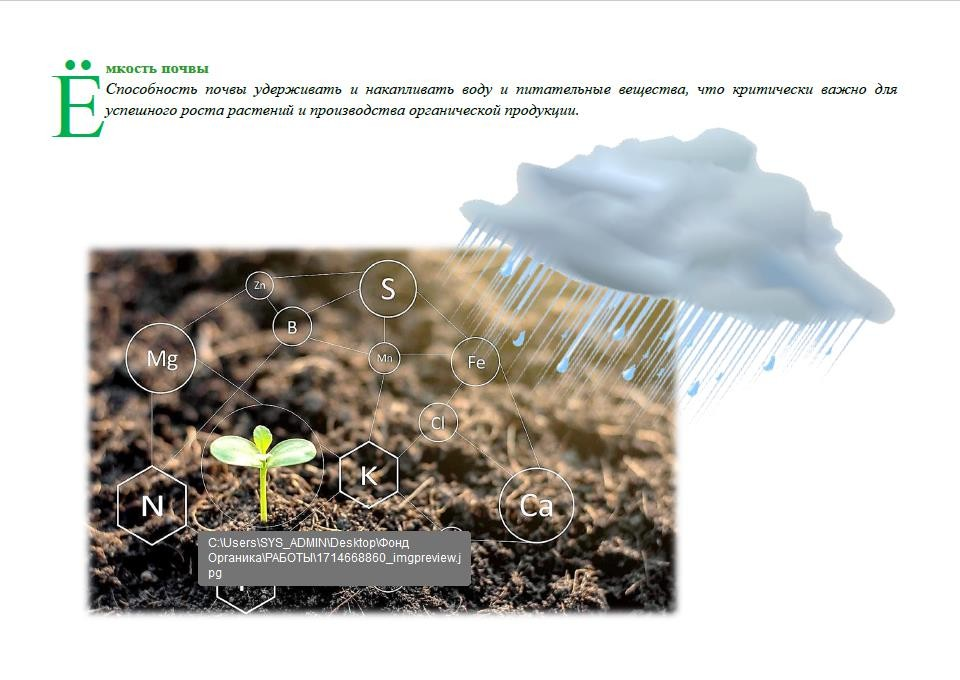 Ёмкость почвы
Способность почвы удерживать и накапливать воду и питательные вещества, что критически важно для
успешного роста растений и производства органической продукции.
Zn
S
B
Mg
Mn
Fe
Cl
K
N
Ca
C:\Users\SYS_ADMIN\Desktop\Фонд
Органика\РАБОТЫ\1714668860_imgpreview.j
pg